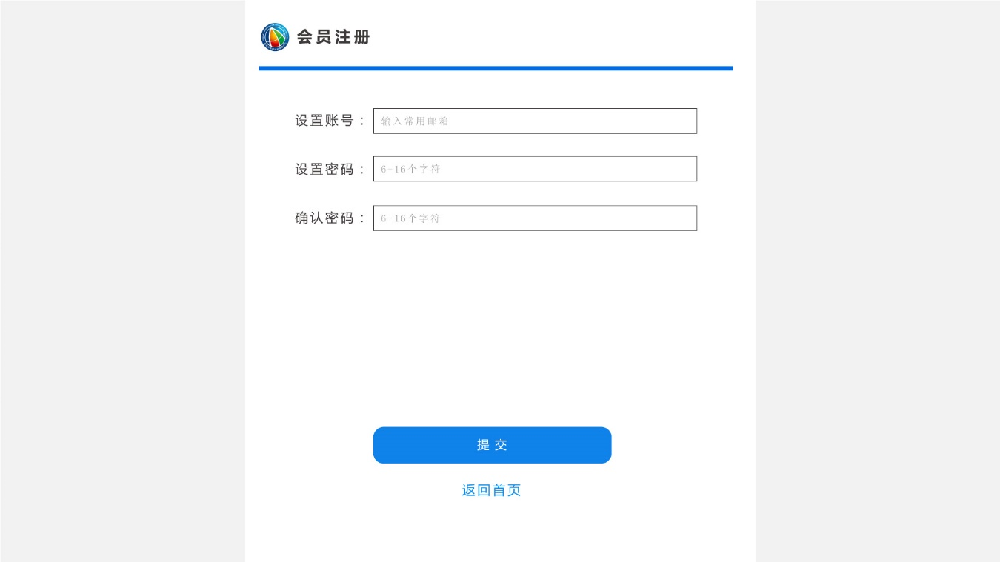 会员注册
设置账号： 输入常用邮箱
设置密码： 6-16个字符
确认密码： 6-16个字符
提 交
返回首页